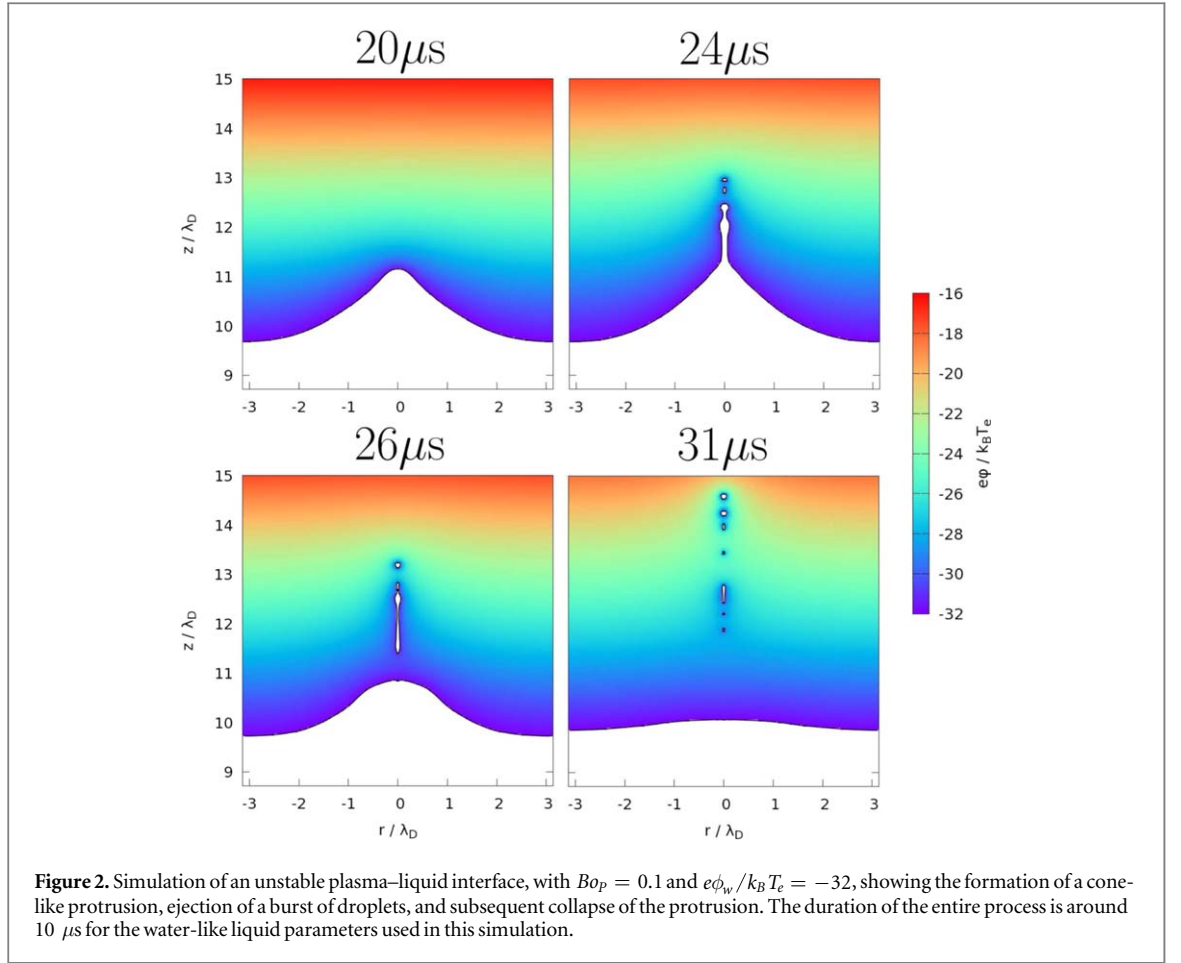 20μs
24μs
15
14
13
12
11
10
9
z / λD
-3 -2 -1 0 1 2 3
-3 -2 -1 0 1 2 3
26μs
31μs
15
14
13
12
11
10
9
z / λD
-3 -2 -1 0 1 2 3
-3 -2 -1 0 1 2 3
r / λD
r / λD
-16
-18
-20
-22
-24
-26
-28
-30
-32
eφ / kBTe
Figure 2. Simulation of an unstable plasma–liquid interface, with BoP = 0.1 and eϕw/kBTe = −32, showing the formation of a cone-
like protrusion, ejection of a burst of droplets, and subsequent collapse of the protrusion. The duration of the entire process is around
10 μs for the water-like liquid parameters used in this simulation.